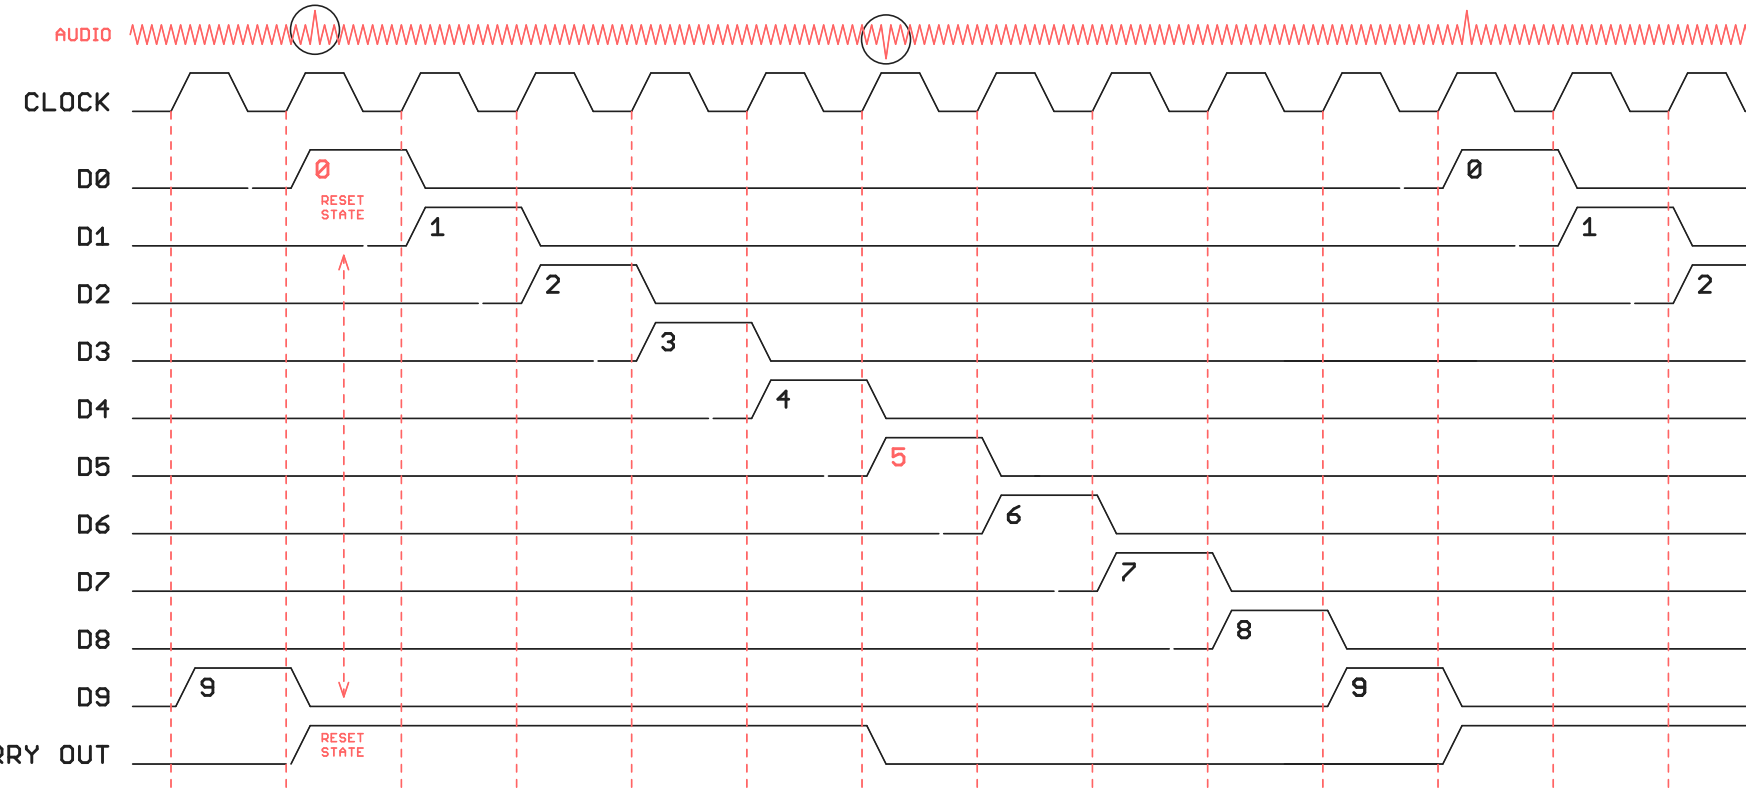 AUDIO
CLOCK
D0 0 0
RESET
STATE
D1 1 1
D2 2 2
D3 3
D4 4
D5 5
D6 6
D7 7
D8 8
D9 9 9
RRY OUT
RESET
STATE